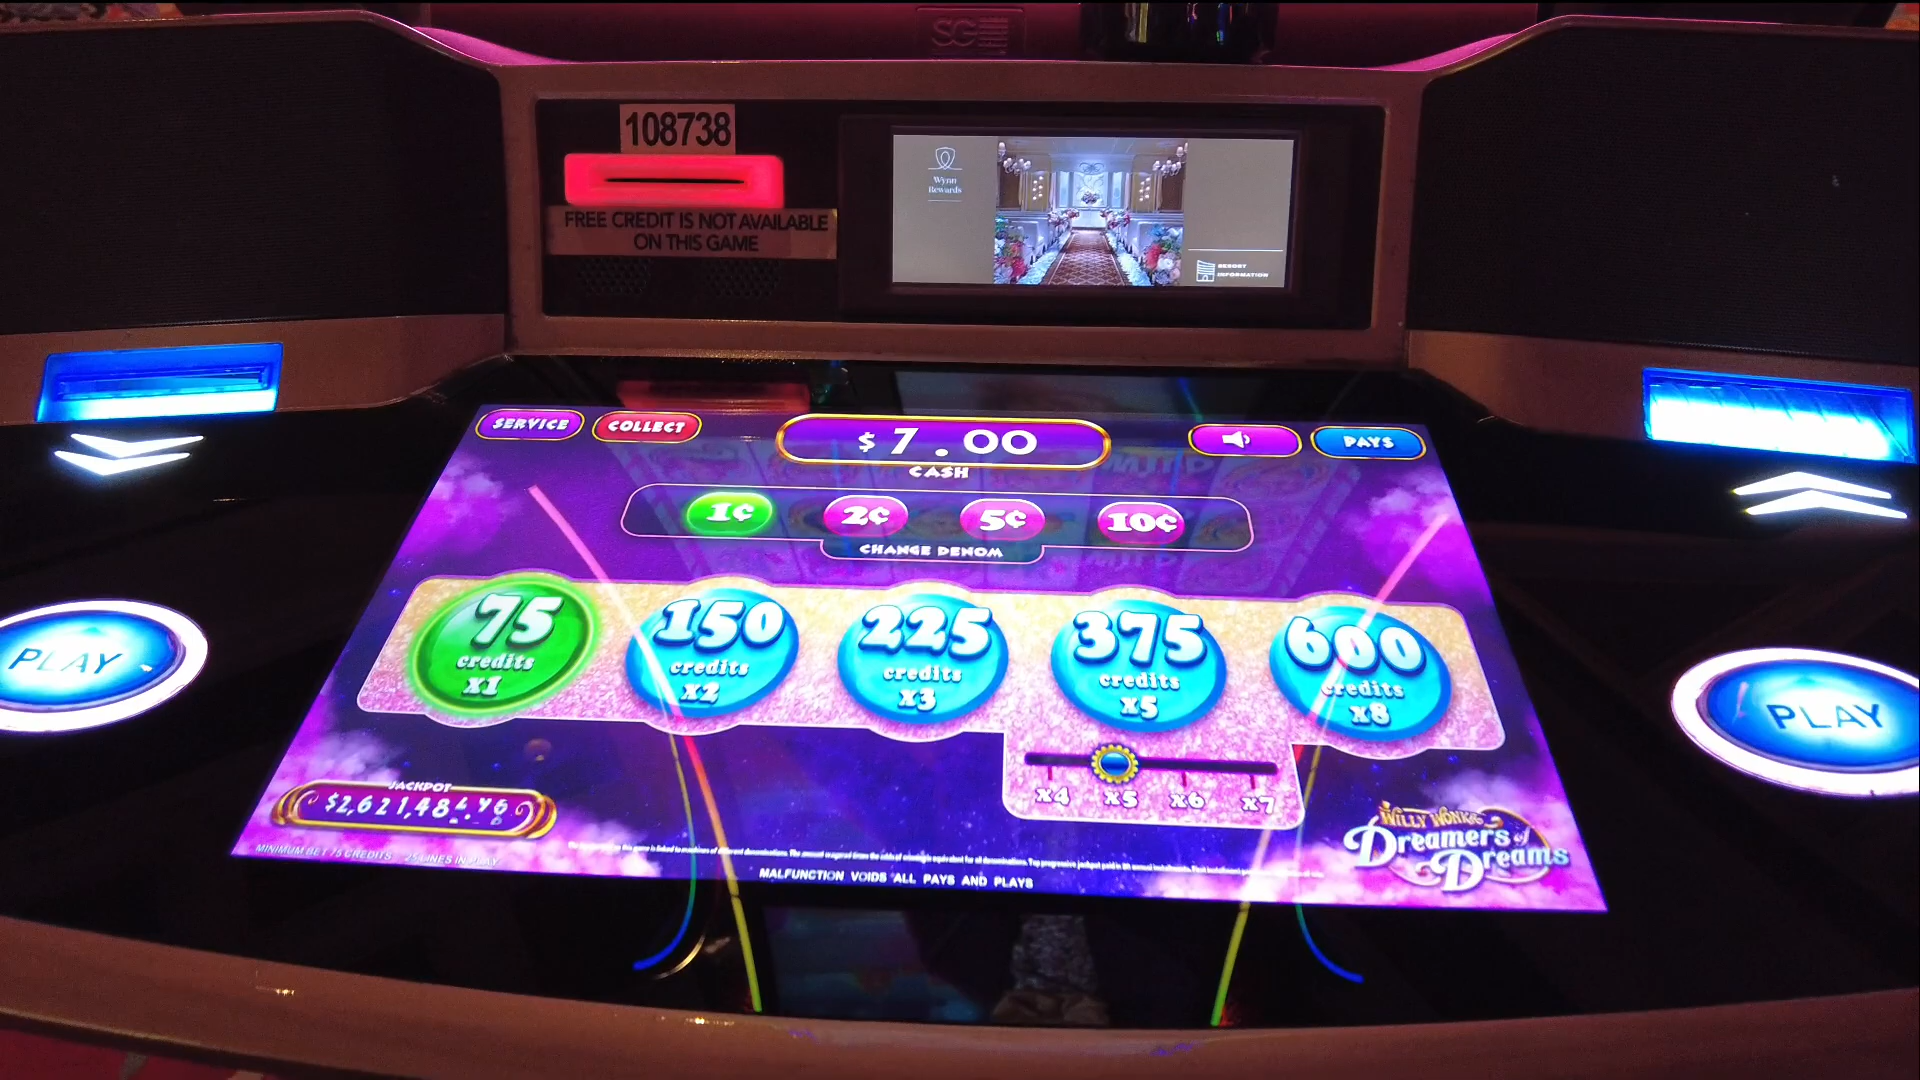 SG
108738
FREE CREDIT IS NOT AVAILABLE
ON THIS GAME
Wynn
Rewards
RESORT
INFORMATION
SERVICE
COLLECT
$7.00
CASH
PAYS
1¢
2¢
5¢
10¢
CHANGE DENOM
75
credits
x1
150
credits
x2
225
credits
x3
375
credits
x5
600
credits
x8
PLAY
PLAY
x4
x5
x6
x7
JACKPOT
WILLY WONKA
Dreamers of
Dreams
MINIMUM BET 75 CREDITS 25 LINES IN PLAY
MALFUNCTION VOIDS ALL PAYS AND PLAYS